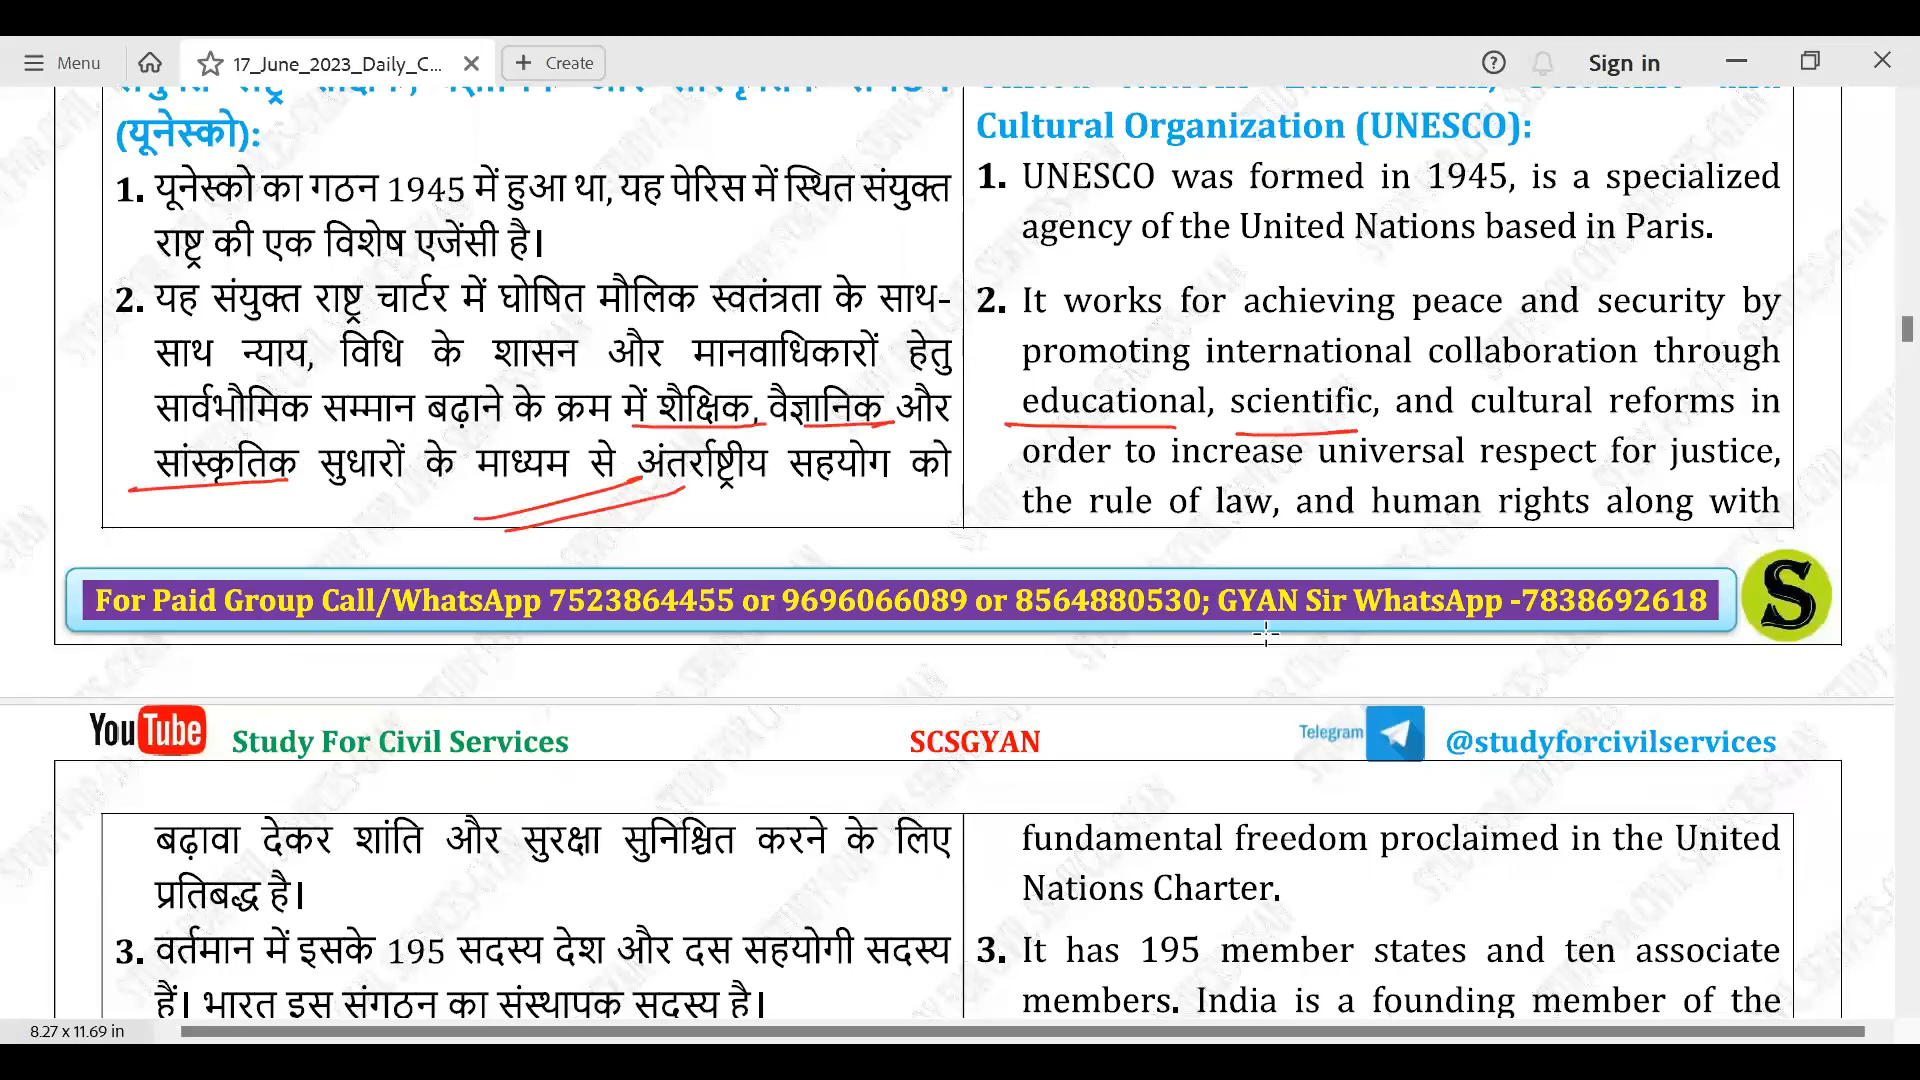 Menu
17_June_2023_Daily_C...
Create
Sign in
(यूनेस्को):
1. यूनेस्को का गठन 1945 में हुआ था, यह पेरिस में स्थित संयुक्त
राष्ट्र की एक विशेष एजेंसी है।
2. यह संयुक्त राष्ट्र चार्टर में घोषित मौलिक स्वतंत्रता के साथ-
साथ न्याय, विधि के शासन और मानवाधिकारों हेतु
सार्वभौमिक सम्मान बढ़ाने के क्रम में शैक्षिक, वैज्ञानिक और
सांस्कृतिक सुधारों के माध्यम से अंतर्राष्ट्रीय सहयोग को
Cultural Organization (UNESCO):
1. UNESCO was formed in 1945, is a specialized
agency of the United Nations based in Paris.
2. It works for achieving peace and security by
promoting international collaboration through
educational, scientific, and cultural reforms in
order to increase universal respect for justice,
the rule of law, and human rights along with
For Paid Group Call/WhatsApp 7523864455 or 9696066089 or 8564880530; GYAN Sir WhatsApp -7838692618
S
YouTube Study For Civil Services SCSGYAN Telegram @studyforcivilservices
बढ़ावा देकर शांति और सुरक्षा सुनिश्चित करने के लिए
प्रतिबद्ध है।
3. वर्तमान में इसके 195 सदस्य देश और दस सहयोगी सदस्य
हैं। भारत इस संगठन का संस्थापक सदस्य है।
fundamental freedom proclaimed in the United
Nations Charter.
3. It has 195 member states and ten associate
members. India is a founding member of the
8.27 x 11.69 in